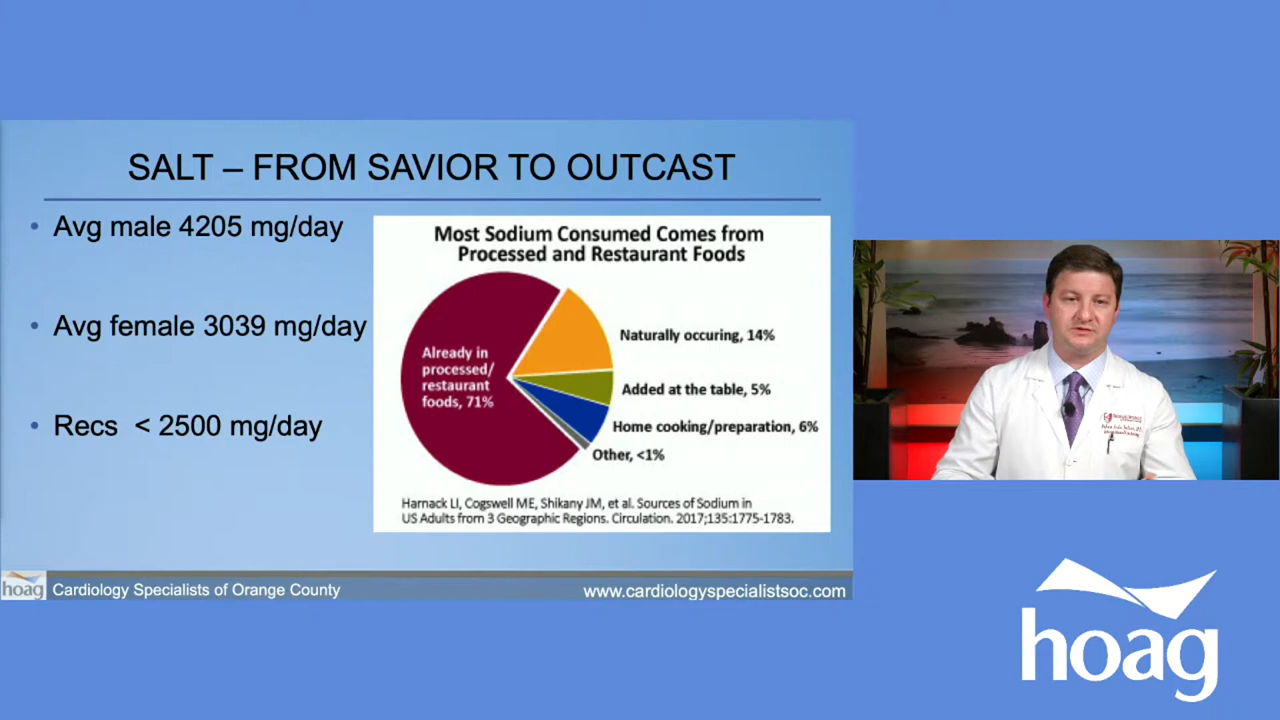 SALT – FROM SAVIOR TO OUTCAST
• Avg male 4205 mg/day
• Avg female 3039 mg/day
• Recs < 2500 mg/day
Most Sodium Consumed Comes from
Processed and Restaurant Foods
Already in
processed/
restaurant
foods, 71%
Naturally occuring, 14%
Added at the table, 5%
Home cooking/preparation, 6%
Other, <1%
Harnack LI, Cogswell ME, Shikany JM, et al. Sources of Sodium in
US Adults from 3 Geographic Regions. Circulation. 2017;135:1775-1783.
hoag
Cardiology Specialists of Orange County
www.cardiologyspecialistsoc.com
hoag